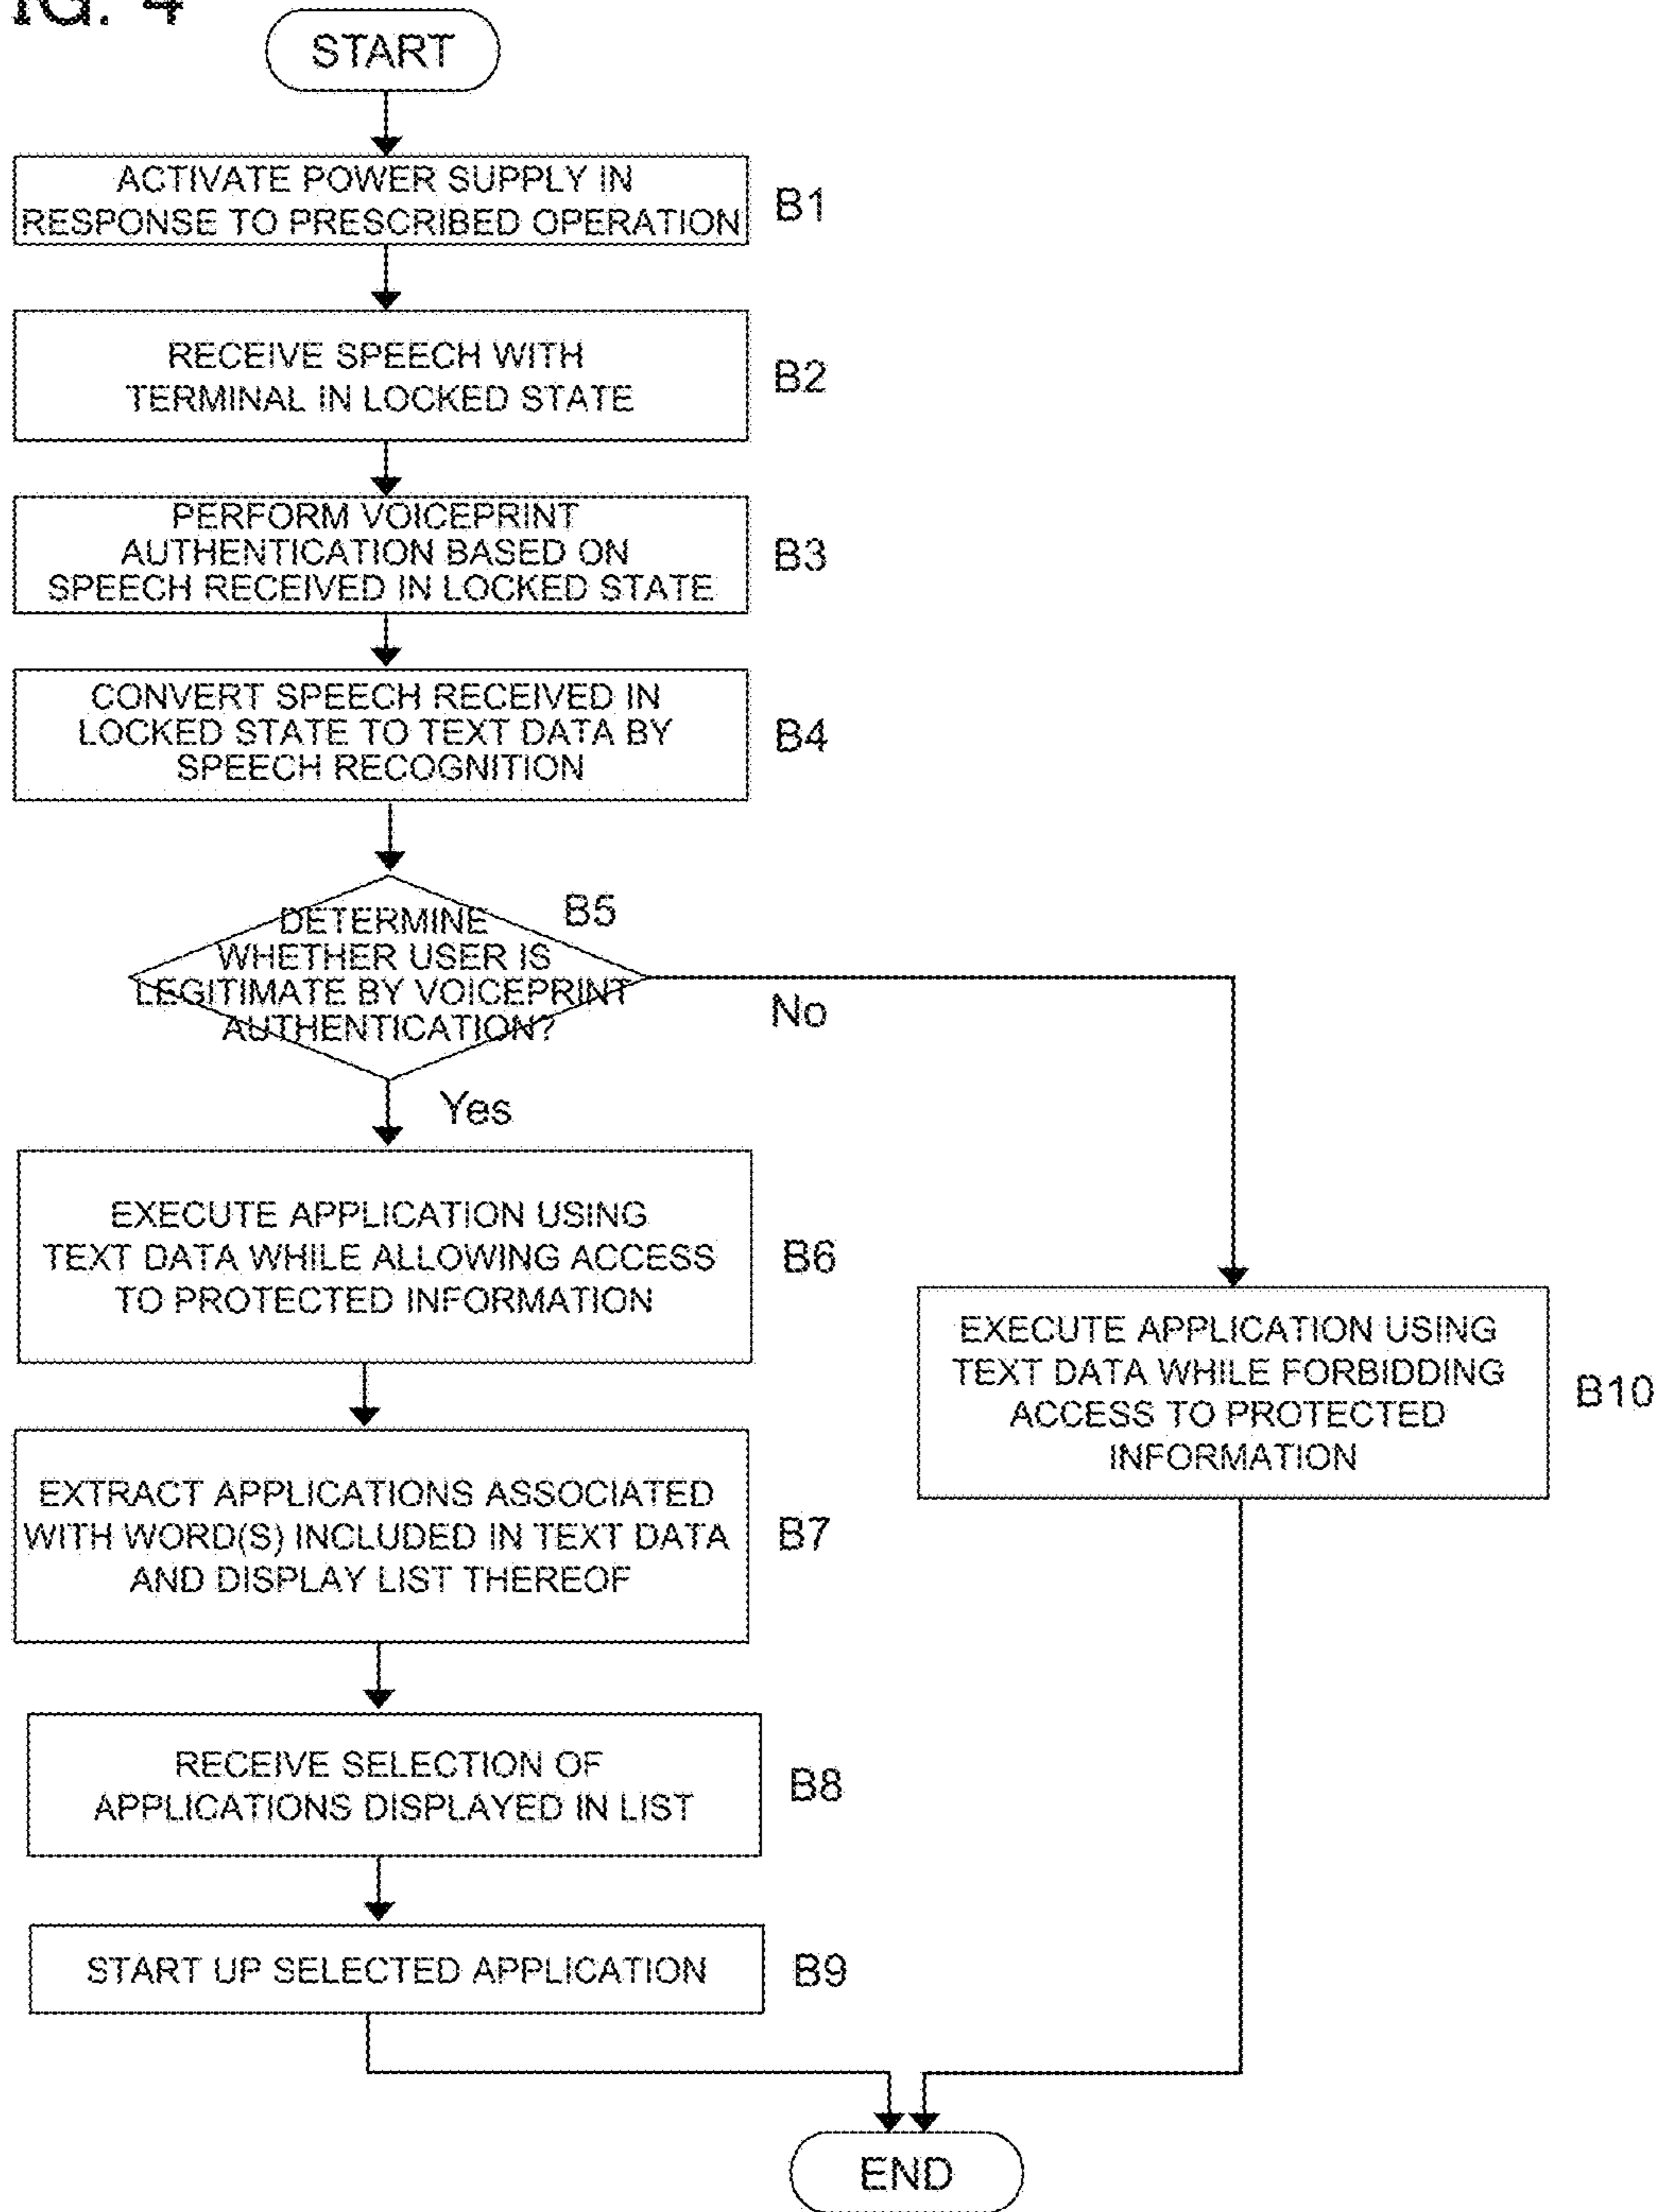 IG. 4
START
ACTIVATE POWER SUPPLY IN
RESPONSE TO PRESCRIBED OPERATION
B1
RECEIVE SPEECH WITH
TERMINAL IN LOCKED STATE
B2
PERFORM VOICEPRINT
AUTHENTICATION BASED ON
SPEECH RECEIVED IN LOCKED STATE
B3
CONVERT SPEECH RECEIVED IN
LOCKED STATE TO TEXT DATA BY
SPEECH RECOGNITION
B4
DETERMINE
WHETHER USER IS
LEGITIMATE BY VOICEPRINT
AUTHENTICATION?
B5
No
Yes
EXECUTE APPLICATION USING
TEXT DATA WHILE ALLOWING ACCESS
TO PROTECTED INFORMATION
B6
EXECUTE APPLICATION USING
TEXT DATA WHILE FORBIDDING
ACCESS TO PROTECTED
INFORMATION
B10
EXTRACT APPLICATIONS ASSOCIATED
WITH WORD(S) INCLUDED IN TEXT DATA
AND DISPLAY LIST THEREOF
B7
RECEIVE SELECTION OF
APPLICATIONS DISPLAYED IN LIST
B8
START UP SELECTED APPLICATION
B9
END